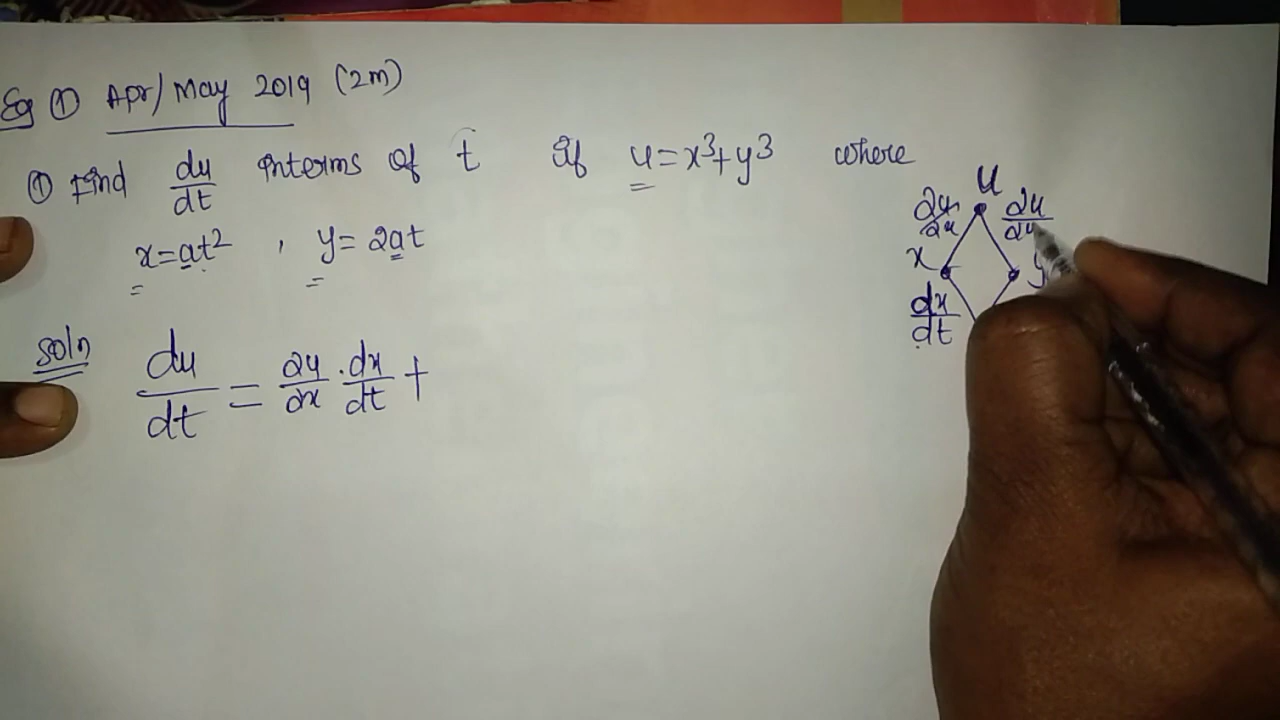 Eg ① Apr/May 2019 (2m)
① Find du/dt interms of t if u=x³+y³ where
x=at² , y=2at
Soln du/dt = ∂u/∂x · dx/dt +
u
∂u/∂x ∂u/∂y
x y
dx/dt